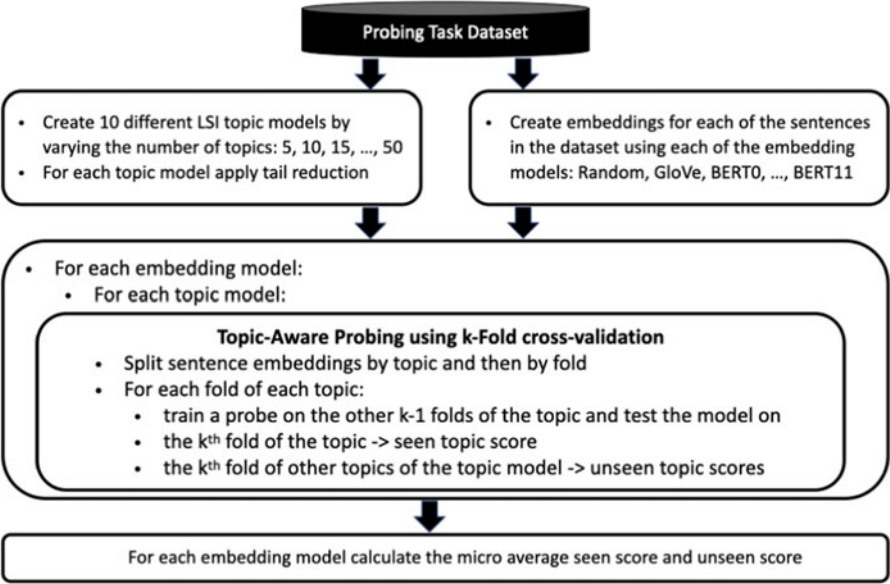 Probing Task Dataset
• Create 10 different LSI topic models by
varying the number of topics: 5, 10, 15, ..., 50
• For each topic model apply tail reduction
• Create embeddings for each of the sentences
in the dataset using each of the embedding
models: Random, GloVe, BERT0, ..., BERT11
• For each embedding model:
• For each topic model:
Topic-Aware Probing using k-Fold cross-validation
• Split sentence embeddings by topic and then by fold
• For each fold of each topic:
• train a probe on the other k-1 folds of the topic and test the model on
• the kᵗʰ fold of the topic -> seen topic score
• the kᵗʰ fold of other topics of the topic model -> unseen topic scores
For each embedding model calculate the micro average seen score and unseen score